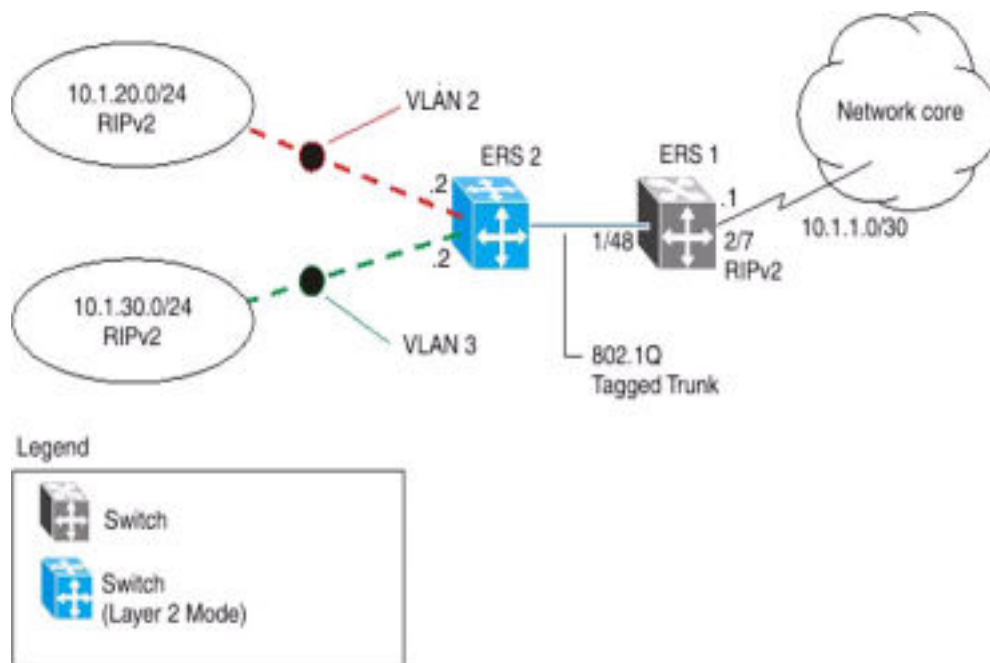 10.1.20.0/24
RIPv2
VLAN 2
Network core
ERS 2
ERS 1
.2
.1
.2
1/48
2/7
10.1.1.0/30
RIPv2
10.1.30.0/24
RIPv2
VLAN 3
802.1Q
Tagged Trunk
Legend
Switch
Switch
(Layer 2 Mode)